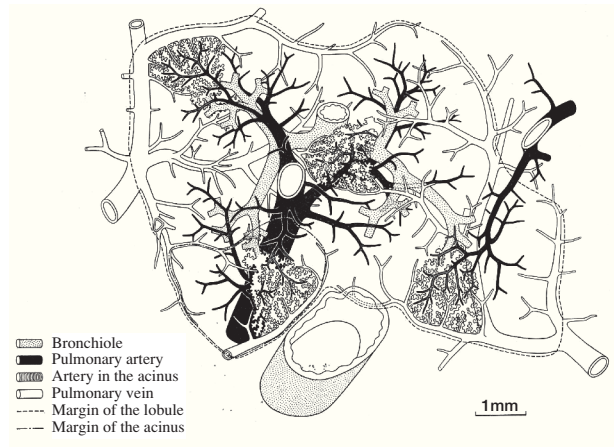 Bronchiole
Pulmonary artery
Artery in the acinus
Pulmonary vein
Margin of the lobule
Margin of the acinus
1mm